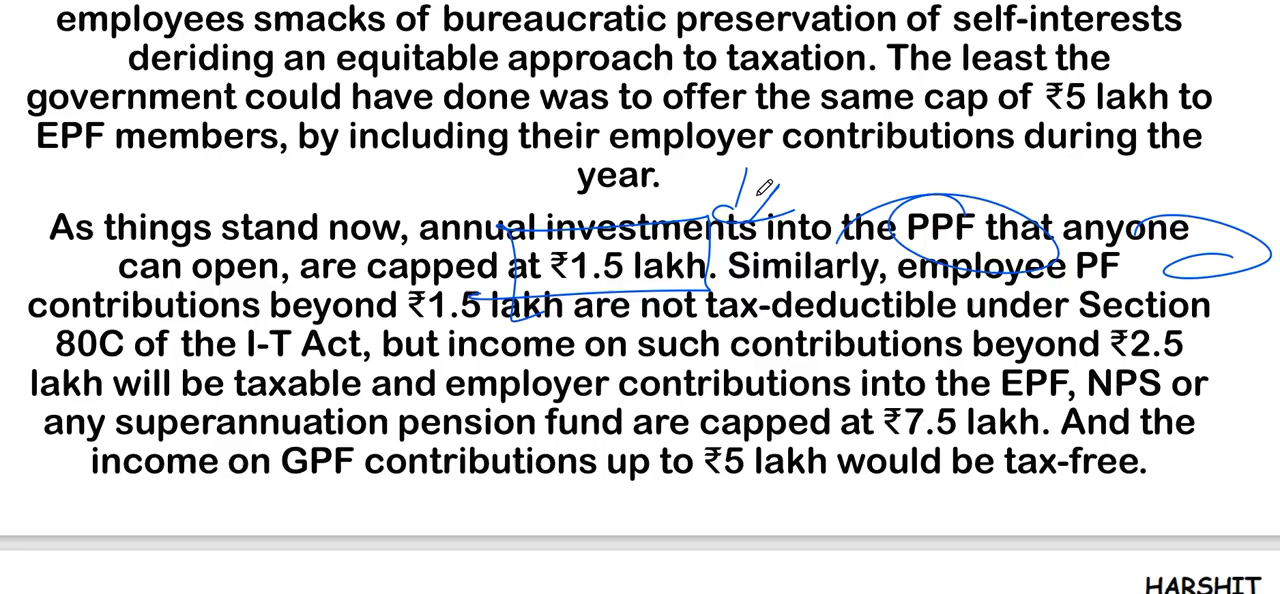 employees smacks of bureaucratic preservation of self-interests
deriding an equitable approach to taxation. The least the
government could have done was to offer the same cap of ₹5 lakh to
EPF members, by including their employer contributions during the
year.
As things stand now, annual investments into the PPF that anyone
can open, are capped at ₹1.5 lakh. Similarly, employee PF
contributions beyond ₹1.5 lakh are not tax-deductible under Section
80C of the I-T Act, but income on such contributions beyond ₹2.5
lakh will be taxable and employer contributions into the EPF, NPS or
any superannuation pension fund are capped at ₹7.5 lakh. And the
income on GPF contributions up to ₹5 lakh would be tax-free.
HARSHIT